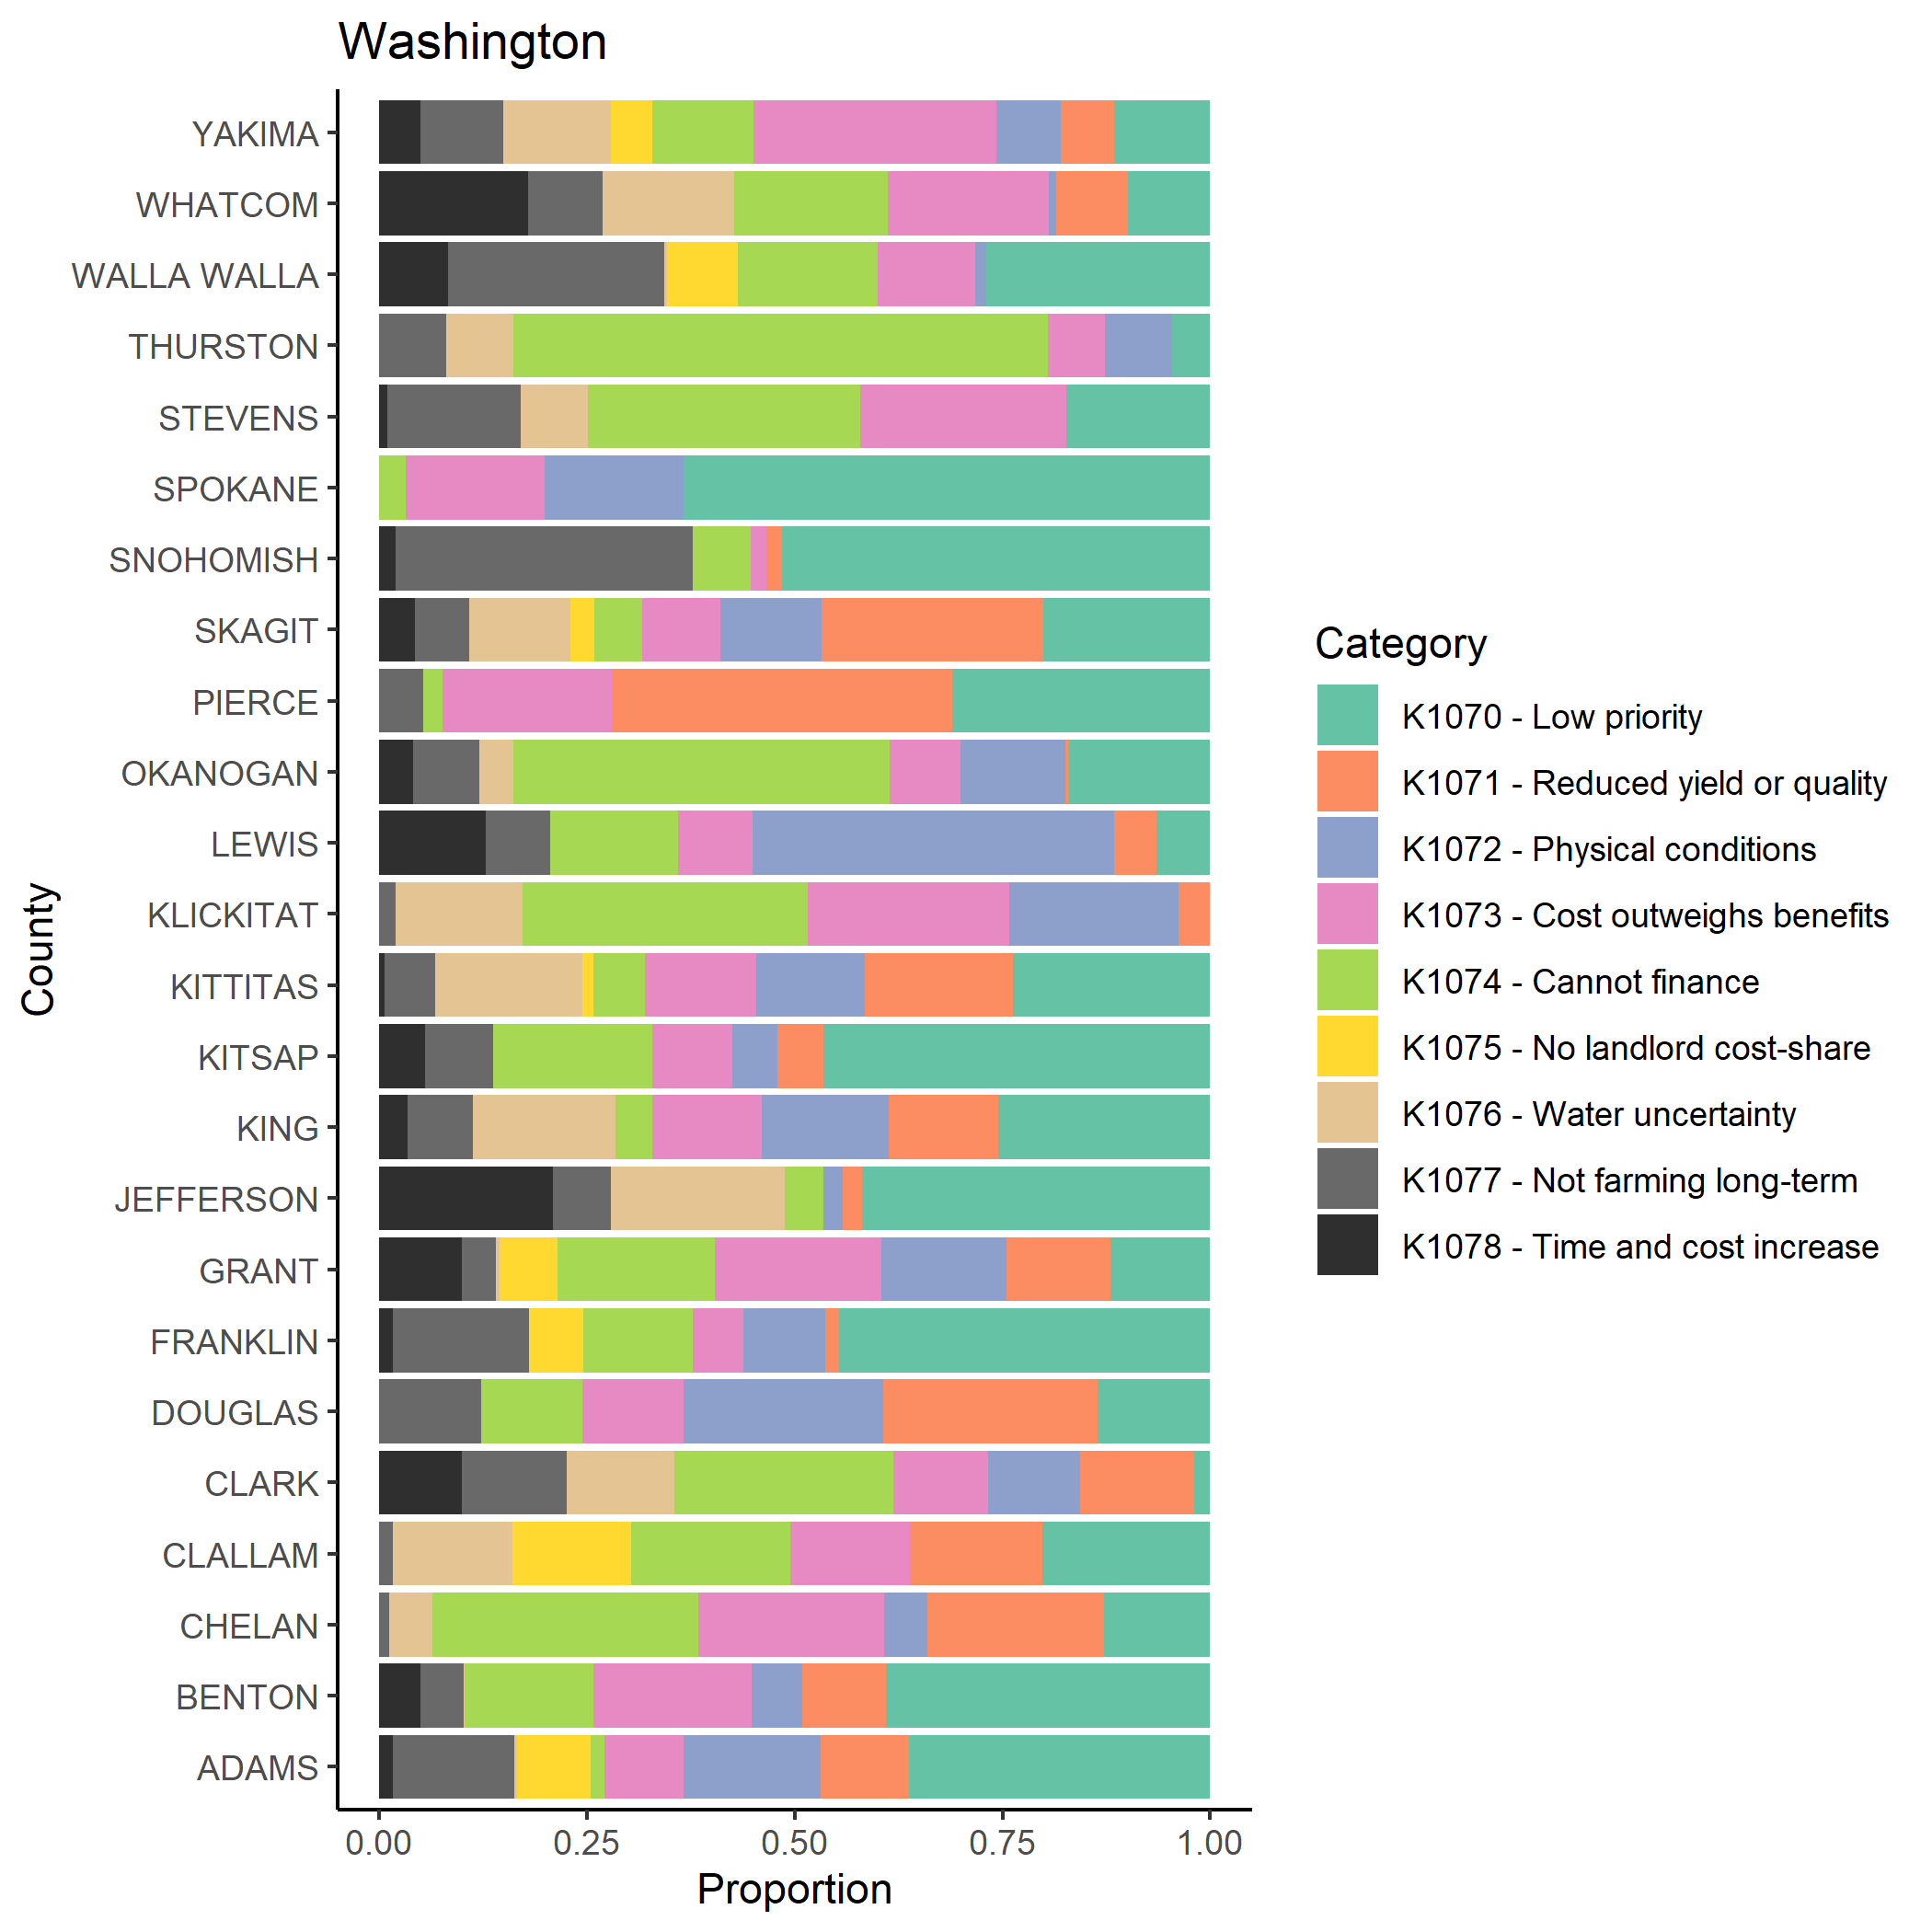 Washington
YAKIMA
WHATCOM
WALLA WALLA
THURSTON
STEVENS
SPOKANE
SNOHOMISH
SKAGIT
PIERCE
OKANOGAN
LEWIS
KLICKITAT
KITTITAS
KITSAP
KING
JEFFERSON
GRANT
FRANKLIN
DOUGLAS
CLARK
CLALLAM
CHELAN
BENTON
ADAMS
County
0.00 0.25 0.50 0.75 1.00
Proportion
Category
K1070 - Low priority
K1071 - Reduced yield or quality
K1072 - Physical conditions
K1073 - Cost outweighs benefits
K1074 - Cannot finance
K1075 - No landlord cost-share
K1076 - Water uncertainty
K1077 - Not farming long-term
K1078 - Time and cost increase